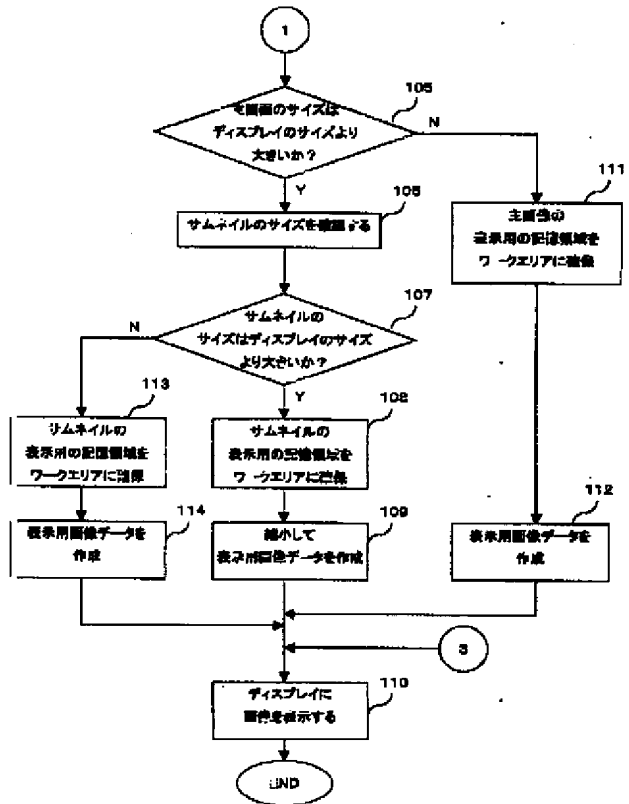 1
105
主画面のサイズは
ディスプレイのサイズより
大きいか？
N
Y
111
主画像の
表示用の記憶領域を
ワークエリアに確保
105
サムネイルのサイズを確認する
107
サムネイルの
サイズはディスプレイのサイズ
より大きいか？
N
Y
113
サムネイルの
表示用の記憶領域を
ワークエリアに確保
108
サムネイルの
表示用の記憶領域を
ワークエリアに確保
114
表示用画像データを
作成
109
縮小して
表示用画像データを作成
112
表示用画像データを
作成
3
110
ディスプレイに
画像を表示する
END